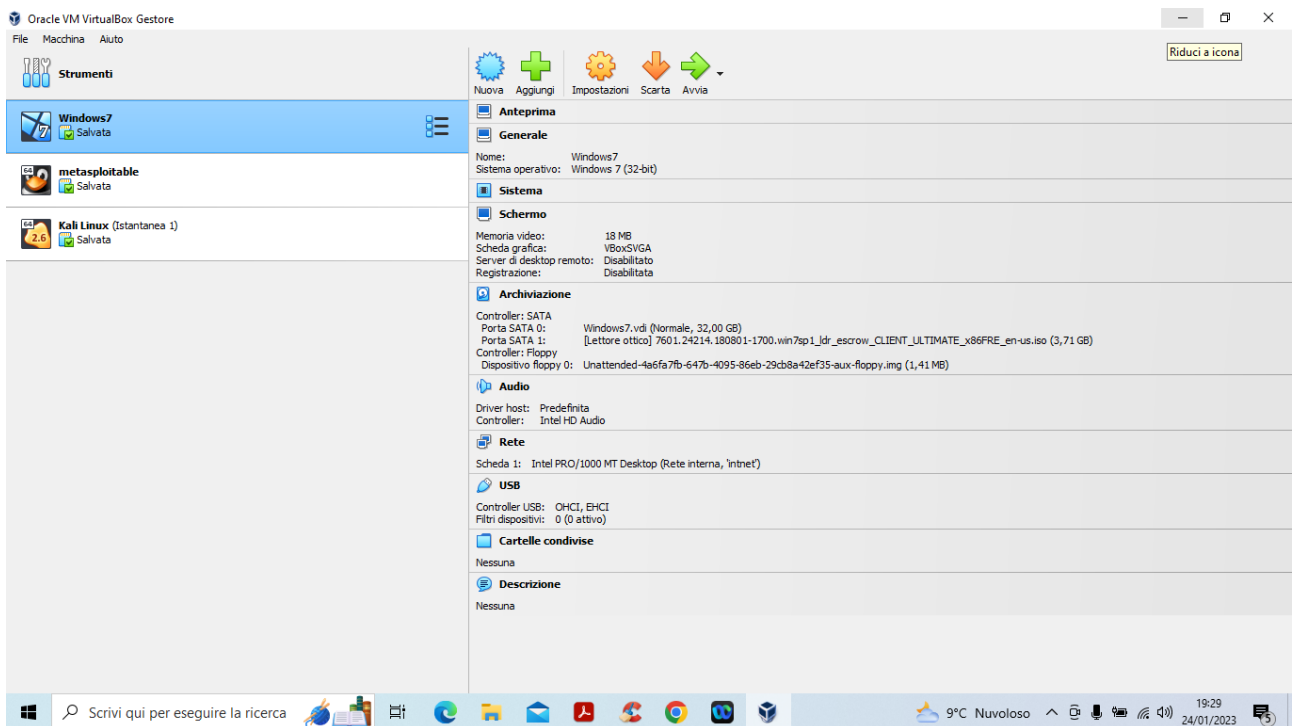 Oracle VM VirtualBox Gestore
File Macchina Aiuto
Riduci a icona
Strumenti
Nuova Aggiungi Impostazioni Scarta Avvia
Windows7
Salvata
metasploitable
Salvata
64
Kali Linux (Istantanea 1)
Salvata
64
2.6
Anteprima
Generale
Nome: Windows7
Sistema operativo: Windows 7 (32-bit)
Sistema
Schermo
Memoria video: 18 MB
Scheda grafica: VBoxSVGA
Server di desktop remoto: Disabilitato
Registrazione: Disabilitata
Archiviazione
Controller: SATA
Porta SATA 0: Windows7.vdi (Normale, 32,00 GB)
Porta SATA 1: [Lettore ottico] 7601.24214.180801-1700.win7sp1_ldr_escrow_CLIENT_ULTIMATE_x86FRE_en-us.iso (3,71 GB)
Controller: Floppy
Dispositivo floppy 0: Unattended-4a6fa7fb-647b-4095-86eb-29cb8a42ef35-aux-floppy.img (1,41 MB)
Audio
Driver host: Predefinita
Controller: Intel HD Audio
Rete
Scheda 1: Intel PRO/1000 MT Desktop (Rete interna, 'intnet')
USB
Controller USB: OHCI, EHCI
Filtri dispositivi: 0 (0 attivo)
Cartelle condivise
Nessuna
Descrizione
Nessuna
Scrivi qui per eseguire la ricerca
9°C Nuvoloso
19:29
24/01/2023